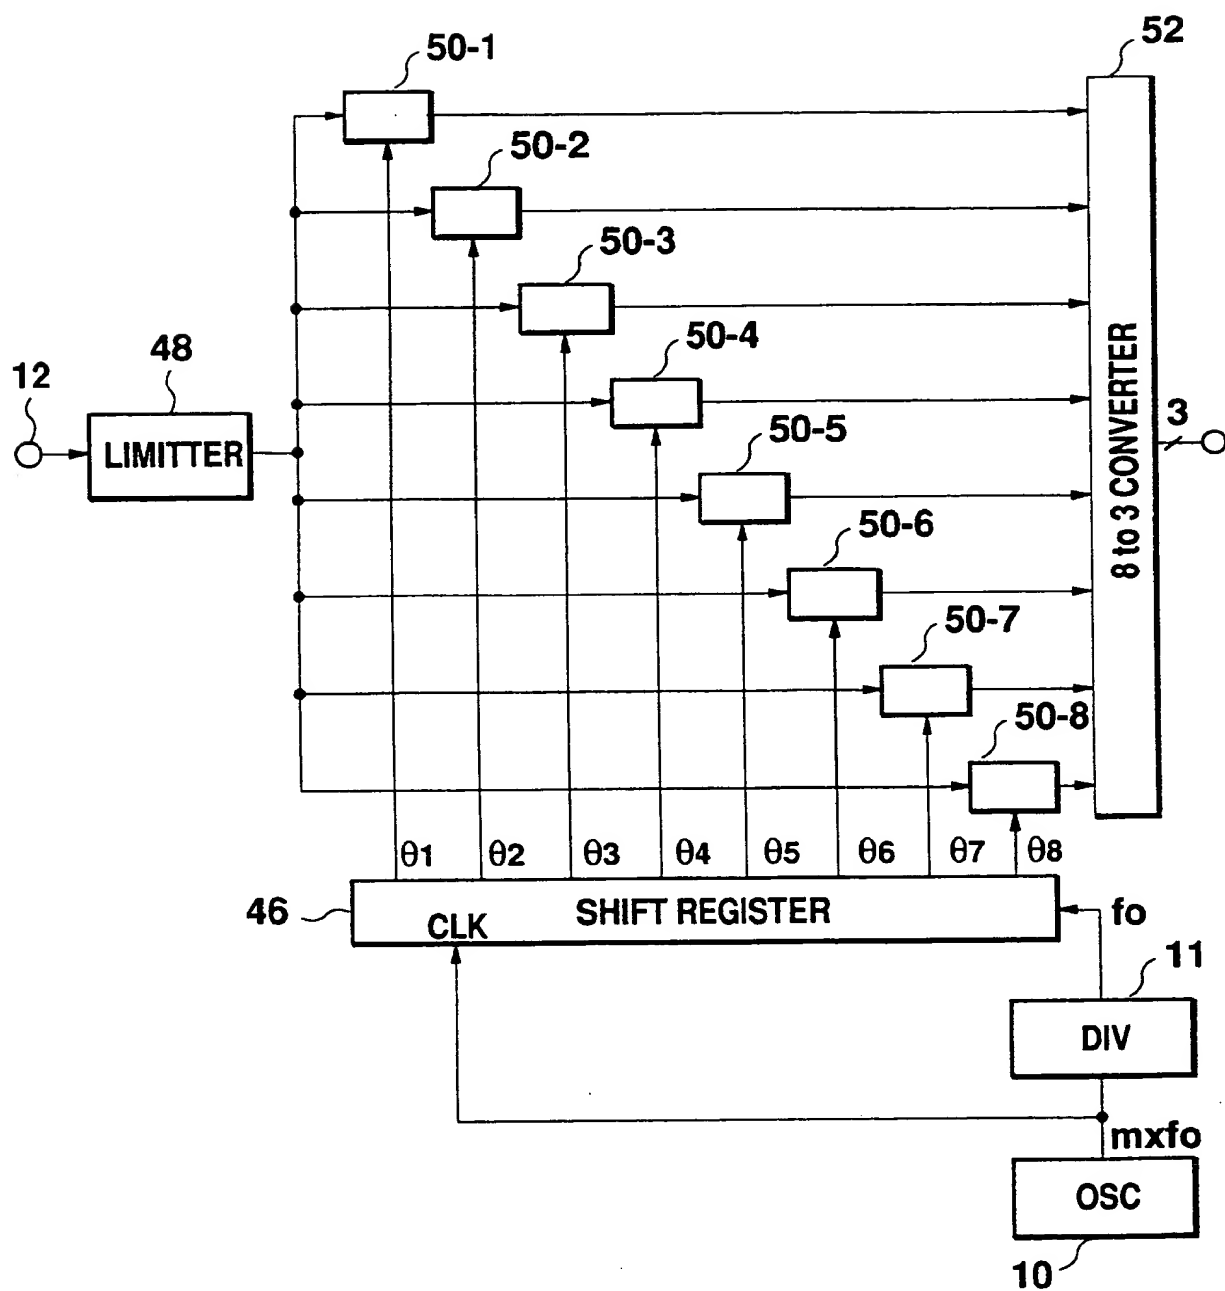 50-1
52
50-2
50-3
50-4
48
12
LIMITTER
50-5
3
8 to 3 CONVERTER
50-6
50-7
50-8
θ1 θ2 θ3 θ4 θ5 θ6 θ7 θ8
46
SHIFT REGISTER
CLK
fo
11
DIV
mxfo
OSC
10